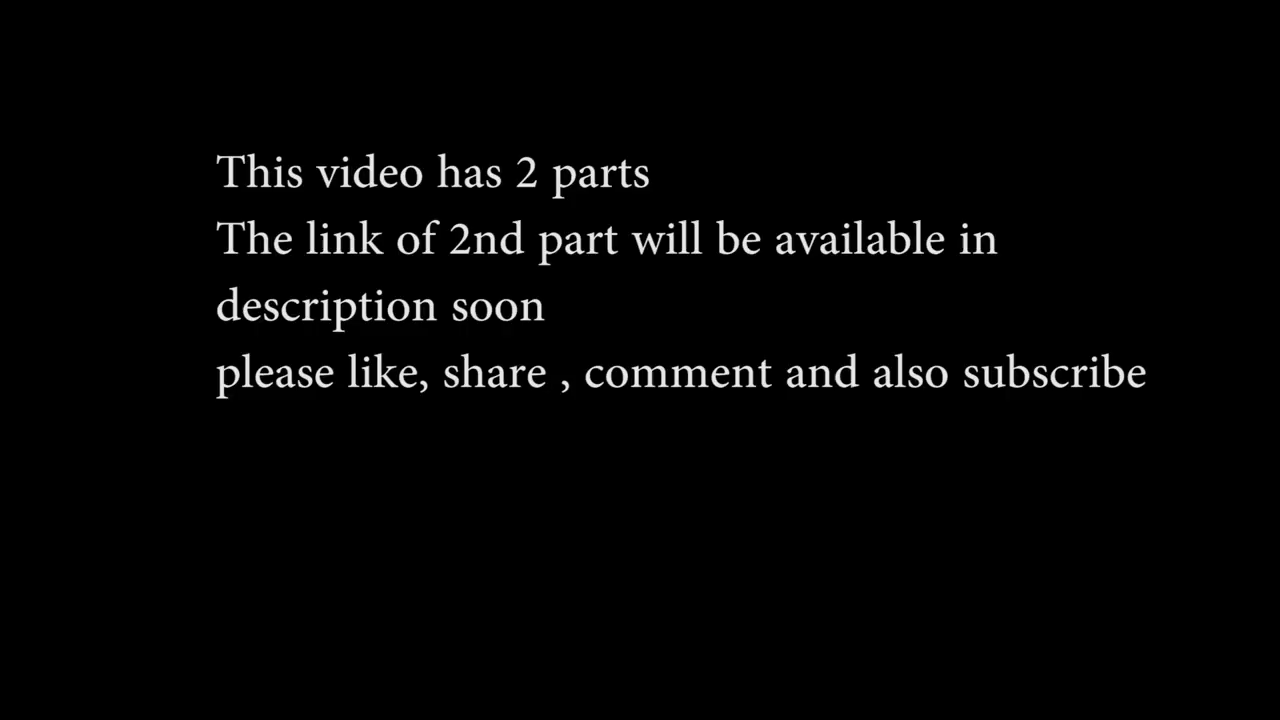 This video has 2 parts
The link of 2nd part will be available in
description soon
please like, share , comment and also subscribe